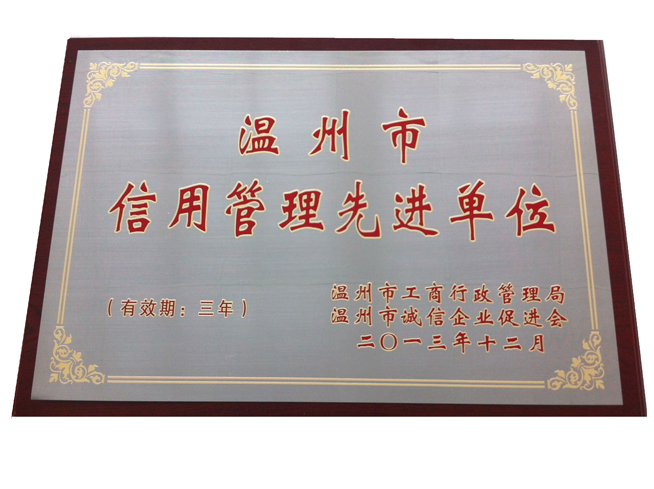 温州市
信用管理先进单位
(有效期：三年)
温州市工商行政管理局
温州市诚信企业促进会
二〇一三年十二月